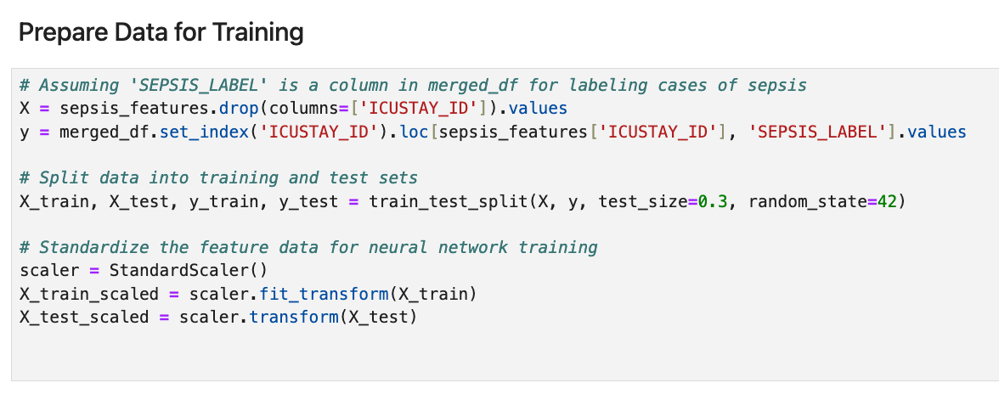 Prepare Data for Training
# Assuming 'SEPSIS_LABEL' is a column in merged_df for labeling cases of sepsis
X = sepsis_features.drop(columns=['ICUSTAY_ID']).values
y = merged_df.set_index('ICUSTAY_ID').loc[sepsis_features['ICUSTAY_ID'], 'SEPSIS_LABEL'].values
# Split data into training and test sets
X_train, X_test, y_train, y_test = train_test_split(X, y, test_size=0.3, random_state=42)
# Standardize the feature data for neural network training
scaler = StandardScaler()
X_train_scaled = scaler.fit_transform(X_train)
X_test_scaled = scaler.transform(X_test)